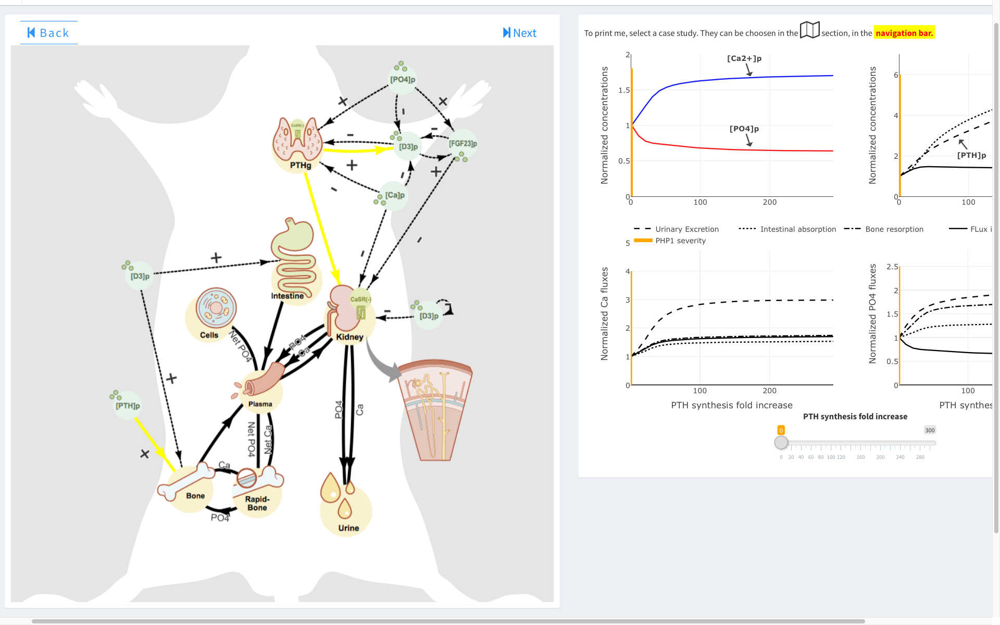 Back
Next
[PO4]p
+
+
-
CaSR(-)
-
-
[D3]p
[FGF23]p
PTHg
+
-
+
-
[Ca]p
-
-
+
[D3]p
Intestine
CaSR(-)
-
-
[D3]p
Cells
Kidney
Net PO4
PO4
Ca
+
Plasma
[PTH]p
PO4
Ca
Net PO4
Net Ca
+
Ca
Bone
Rapid-
Bone
PO4
Urine
To print me, select a case study. They can be choosen in the section, in the navigation bar.
2
1.5
1
0.5
0
0
100
200
Normalized concentrations
[Ca2+]p
[PO4]p
6
4
2
0
0
100
Normalized concentrations
[PTH]p
Urinary Excretion
Intestinal absorption
Bone resorption
FLux i
PHP1 severity
5
4
3
2
1
0
100
200
Normalized Ca fluxes
PTH synthesis fold increase
2.5
2
1.5
1
0.5
0
100
Normalized PO4 fluxes
PTH synthes
PTH synthesis fold increase
0
300
0 20 40 60 80 100 120 160 200 240 280